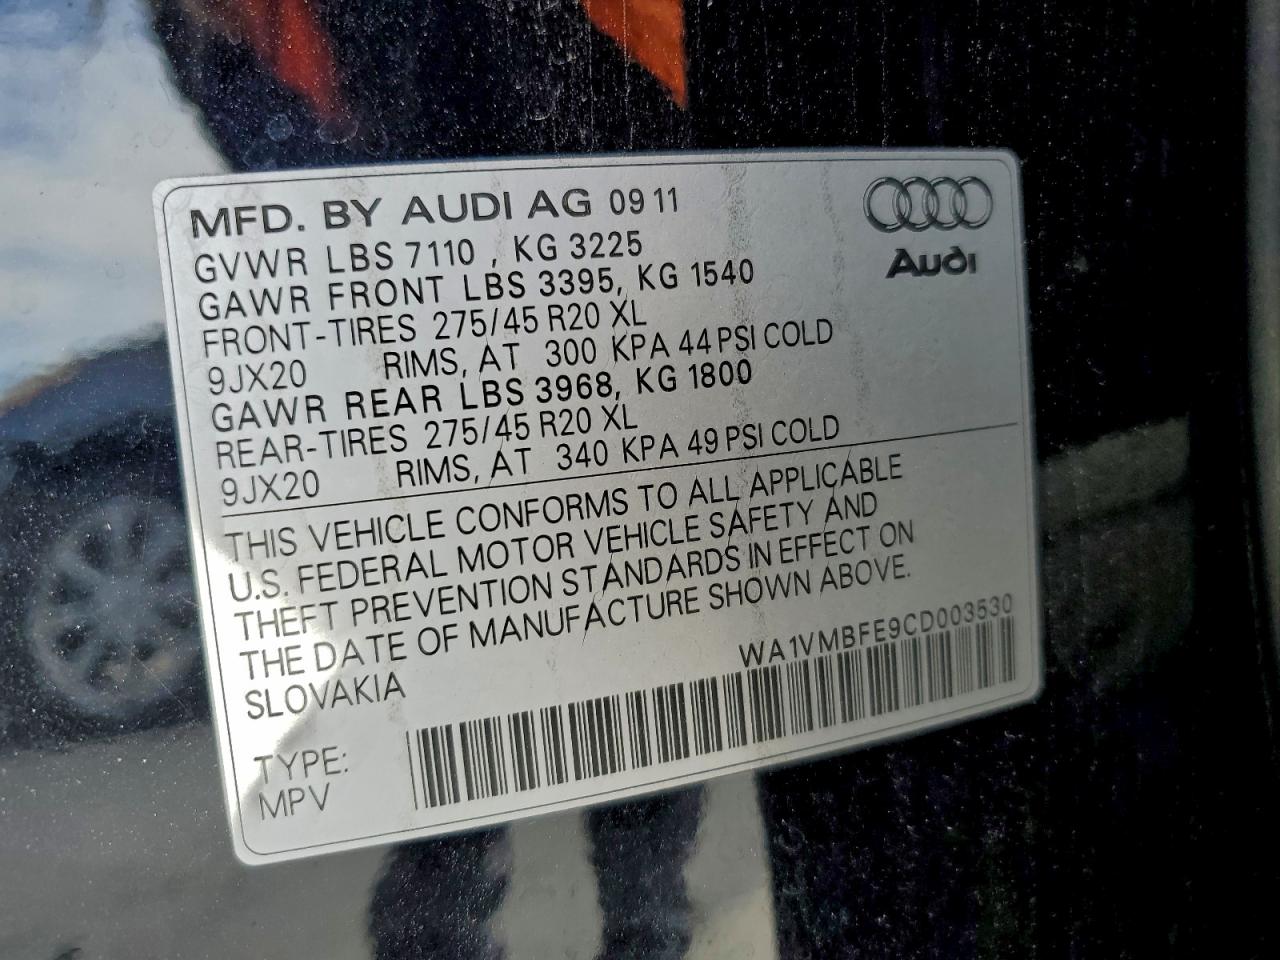 MFD. BY AUDI AG 09 11
Audi
GVWR LBS 7110 , KG 3225
GAWR FRONT LBS 3395, KG 1540
FRONT-TIRES 275/45 R20 XL
9JX20 RIMS, AT 300 KPA 44 PSI COLD
GAWR REAR LBS 3968, KG 1800
REAR-TIRES 275/45 R20 XL
9JX20 RIMS, AT 340 KPA 49 PSI COLD
THIS VEHICLE CONFORMS TO ALL APPLICABLE
U.S. FEDERAL MOTOR VEHICLE SAFETY AND
THEFT PREVENTION STANDARDS IN EFFECT ON
THE DATE OF MANUFACTURE SHOWN ABOVE.
SLOVAKIA
WA1VMBFE9CD003530
TYPE:
MPV